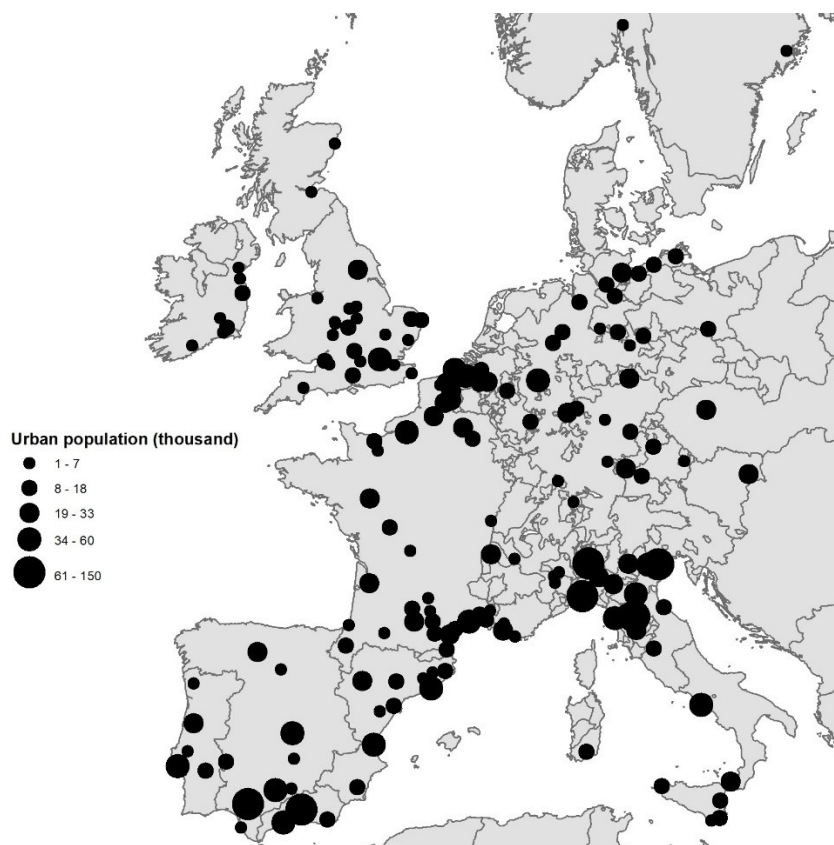 Urban population (thousand)
1 - 7
8 - 18
19 - 33
34 - 60
61 - 150